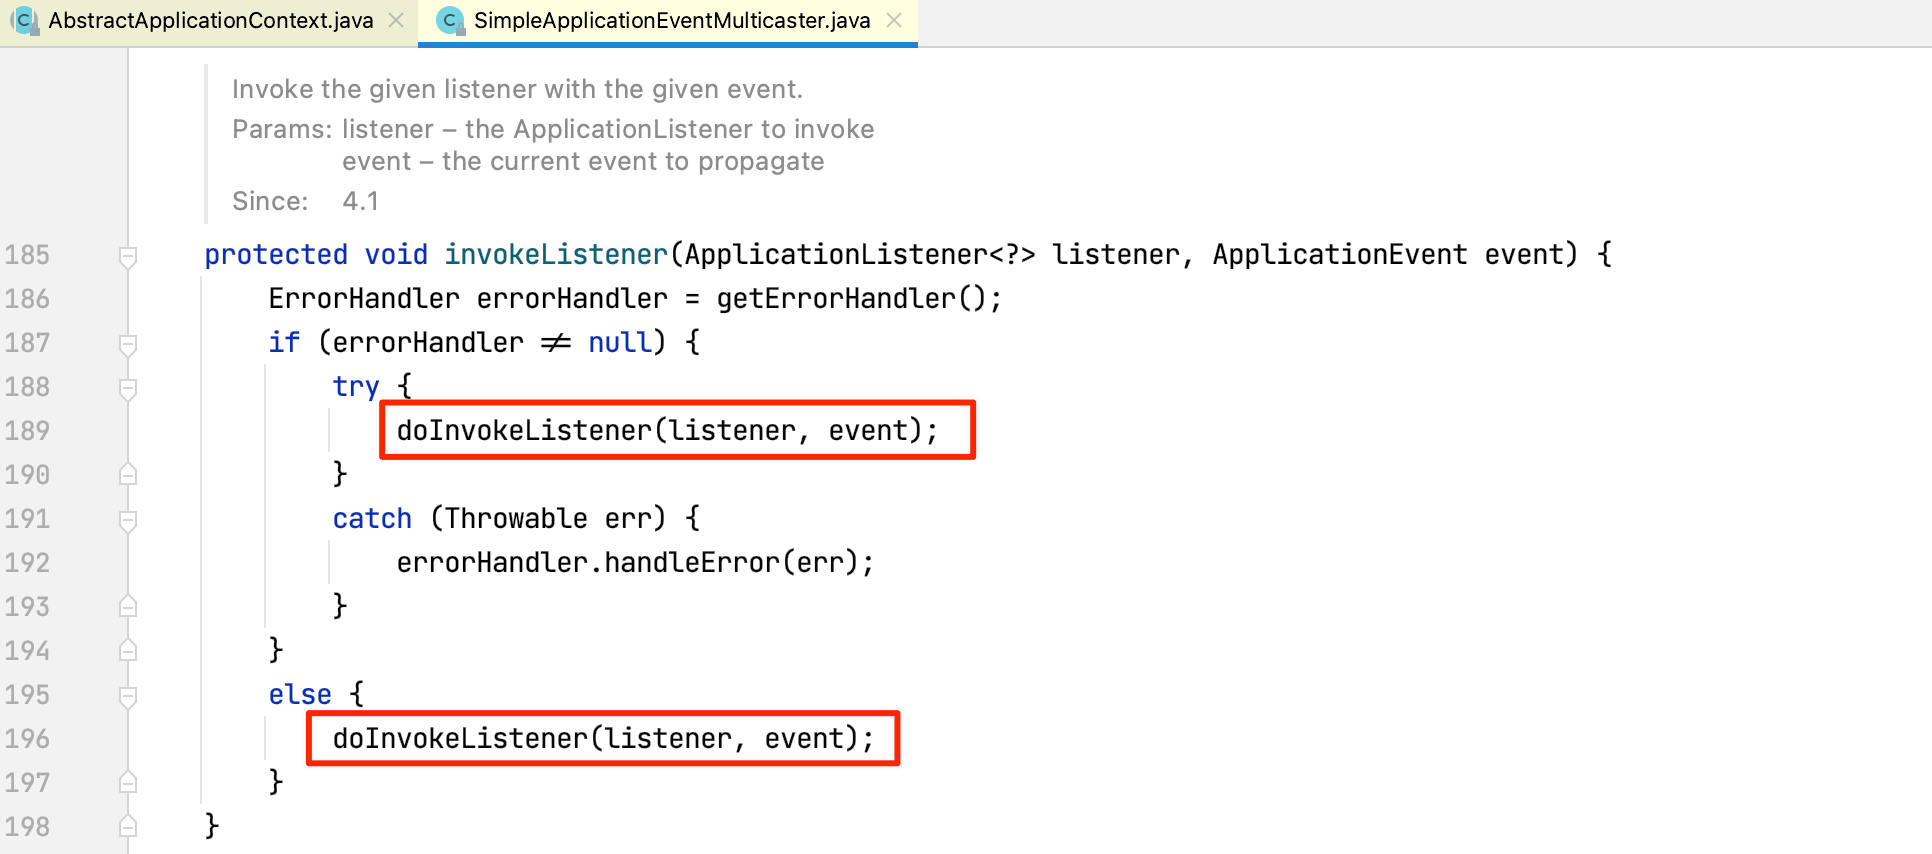 AbstractApplicationContext.java SimpleApplicationEventMulticaster.java
Invoke the given listener with the given event.
Params: listener – the ApplicationListener to invoke
event – the current event to propagate
Since: 4.1
185 protected void invokeListener(ApplicationListener<?> listener, ApplicationEvent event) {
186 ErrorHandler errorHandler = getErrorHandler();
187 if (errorHandler ≠ null) {
188 try {
189 doInvokeListener(listener, event);
190 }
191 catch (Throwable err) {
192 errorHandler.handleError(err);
193 }
194 }
195 else {
196 doInvokeListener(listener, event);
197 }
198 }